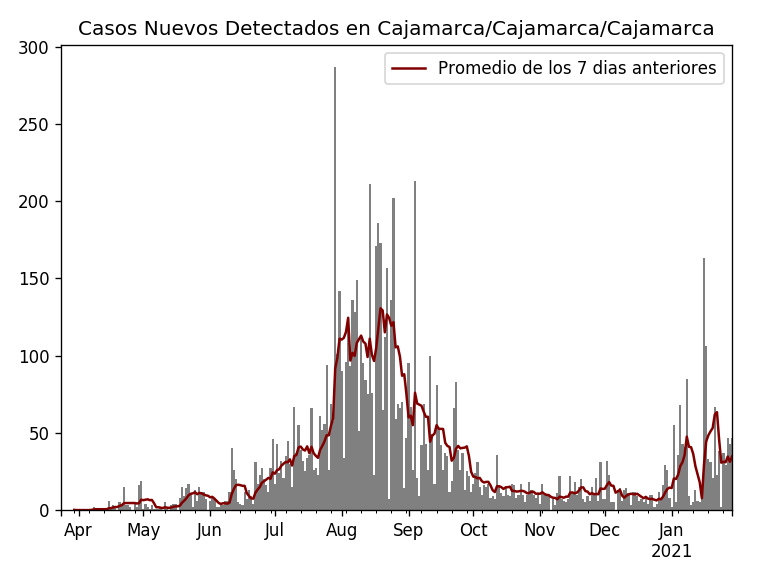 Casos Nuevos Detectados en Cajamarca/Cajamarca/Cajamarca
Promedio de los 7 dias anteriores
300
250
200
150
100
50
0
Apr May Jun Jul Aug Sep Oct Nov Dec Jan
2021